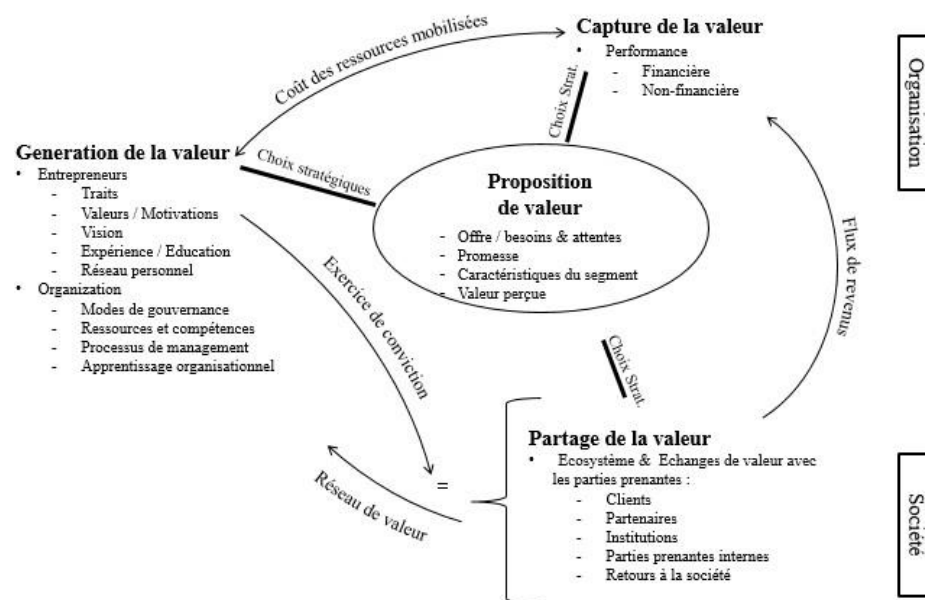 Coût des ressources mobilisées
Capture de la valeur
• Performance
- Financière
- Non-financière
Organisation
Choix Strat.
Generation de la valeur
• Entrepreneurs
- Traits
- Valeurs / Motivations
- Vision
- Expérience / Education
- Réseau personnel
• Organization
- Modes de gouvernance
- Ressources et compétences
- Processus de management
- Apprentissage organisationnel
Choix stratégiques
Proposition
de valeur
- Offre / besoins & attentes
- Promesse
- Caractéristiques du segment
- Valeur perçue
Flux de revenus
Exercice de conviction
Choix Strat.
Partage de la valeur
• Ecosystème & Echanges de valeur avec
les parties prenantes :
- Clients
- Partenaires
- Institutions
- Parties prenantes internes
- Retours à la société
=
Réseau de valeur
Société